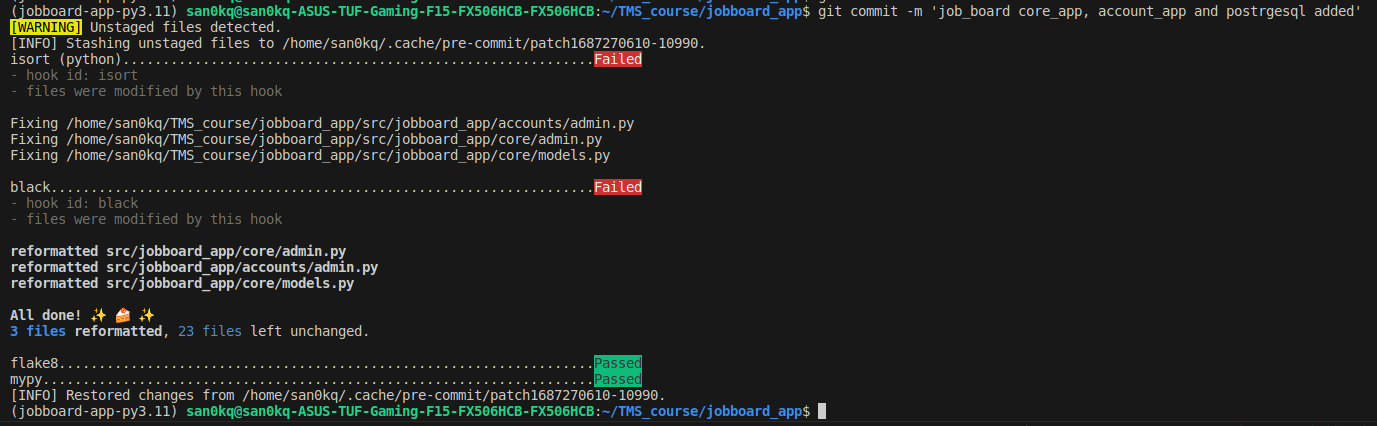 (jobboard-app-py3.11) san0kq@san0kq-ASUS-TUF-Gaming-F15-FX506HCB-FX506HCB:~/TMS_course/jobboard_app$ git commit -m 'job_board core_app, account_app and postrgesql added'
[WARNING] Unstaged files detected.
[INFO] Stashing unstaged files to /home/san0kq/.cache/pre-commit/patch1687270610-10990.
isort (python)...........................................................Failed
- hook id: isort
- files were modified by this hook
Fixing /home/san0kq/TMS_course/jobboard_app/src/jobboard_app/accounts/admin.py
Fixing /home/san0kq/TMS_course/jobboard_app/src/jobboard_app/core/admin.py
Fixing /home/san0kq/TMS_course/jobboard_app/src/jobboard_app/core/models.py
black....................................................................Failed
- hook id: black
- files were modified by this hook
reformatted src/jobboard_app/core/admin.py
reformatted src/jobboard_app/accounts/admin.py
reformatted src/jobboard_app/core/models.py
All done! ✨ 🍰 ✨
3 files reformatted, 23 files left unchanged.
flake8...................................................................Passed
mypy.....................................................................Passed
[INFO] Restored changes from /home/san0kq/.cache/pre-commit/patch1687270610-10990.
(jobboard-app-py3.11) san0kq@san0kq-ASUS-TUF-Gaming-F15-FX506HCB-FX506HCB:~/TMS_course/jobboard_app$